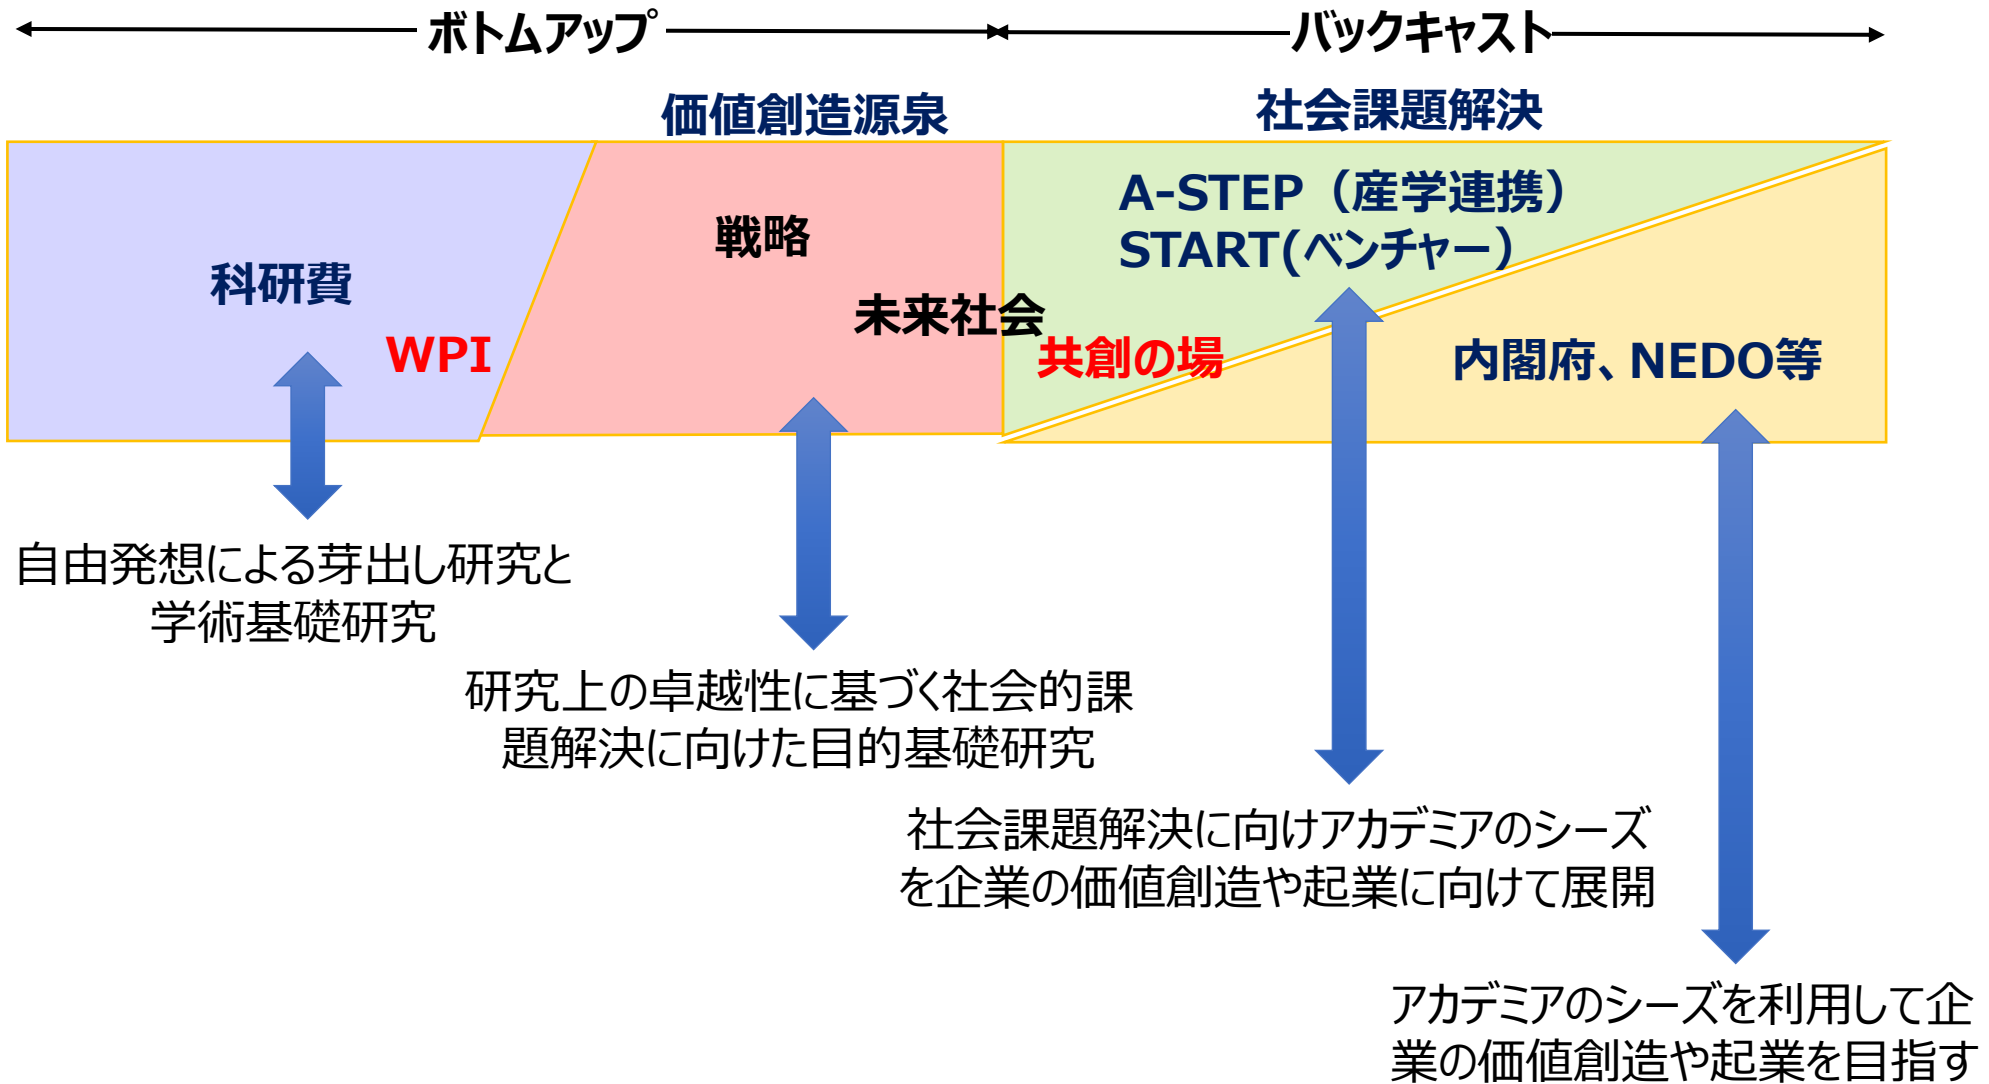 ボトムアップ
バックキャスト
価値創造源泉
社会課題解決
A-STEP（産学連携）
START(ベンチャー）
戦略
科研費
未来社会
WPI
共創の場
内閣府、NEDO等
自由発想による芽出し研究と
学術基礎研究
研究上の卓越性に基づく社会的課
題解決に向けた目的基礎研究
社会課題解決に向けアカデミアのシーズ
を企業の価値創造や起業に向けて展開
アカデミアのシーズを利用して企
業の価値創造や起業を目指す